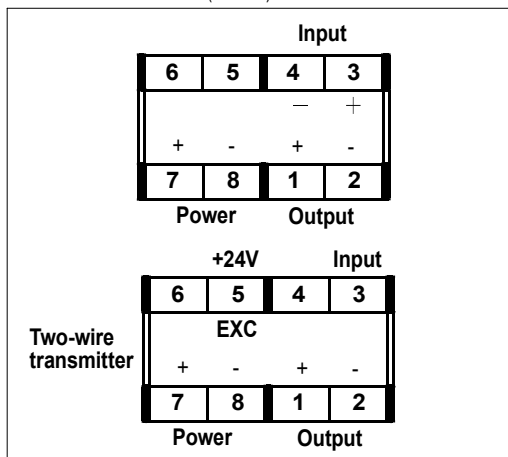 Input
6 5 4 3
− +
+ - + -
7 8 1 2
Power Output
+24V Input
6 5 4 3
EXC
Two-wire
transmitter
+ - + -
7 8 1 2
Power Output